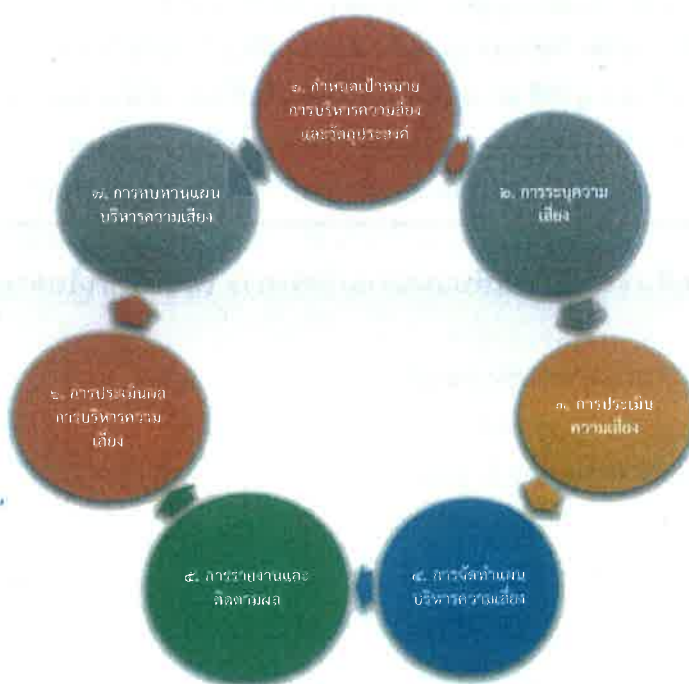 ๑. กำหนดเป้าหมาย
การบริหารความเสี่ยง
และวัตถุประสงค์
๒. การระบุความ
เสี่ยง
๓. การประเมิน
ความเสี่ยง
๔. การจัดทำแผน
บริหารความเสี่ยง
๕. การรายงานและ
ติดตามผล
๖. การประเมินผล
การบริหารความ
เสี่ยง
๗. การทบทวนแผน
บริหารความเสี่ยง